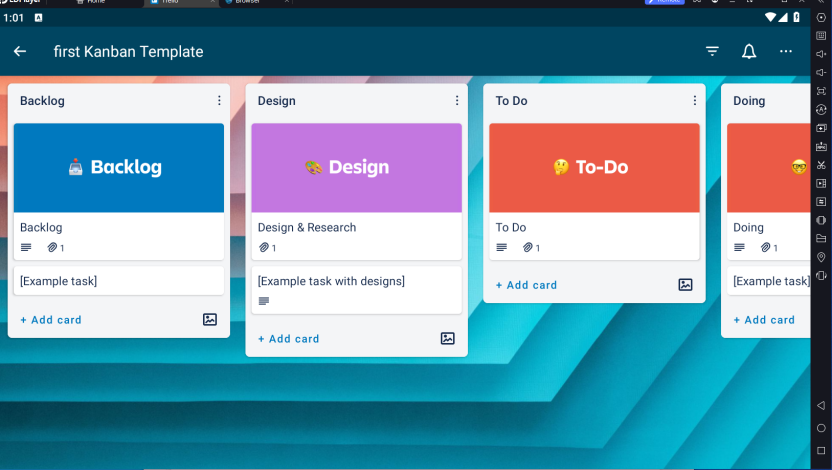 Home
Trello
Browser
1:01 A
first Kanban Template
Backlog
Backlog
Backlog
1
[Example task]
+ Add card
Design
Design
Design & Research
1
[Example task with designs]
+ Add card
To Do
To-Do
To Do
1
+ Add card
Doing
Doing
1
[Example task]
+ Add card